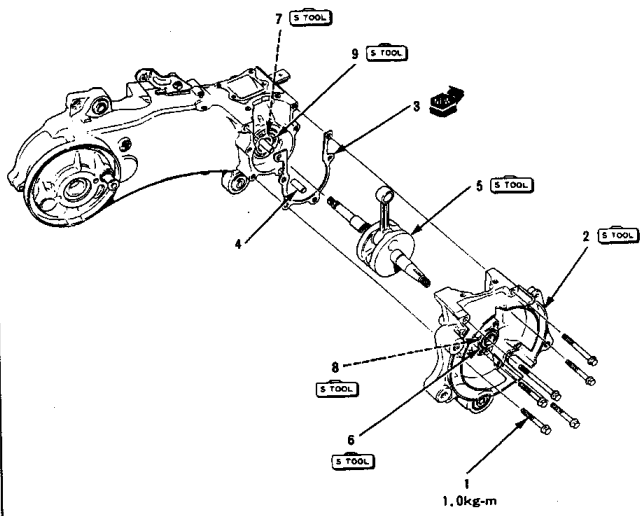 7 S TOOL
9 S TOOL
3
5 S TOOL
4
2 S TOOL
8
S TOOL
6
S TOOL
1
1.0kg-m